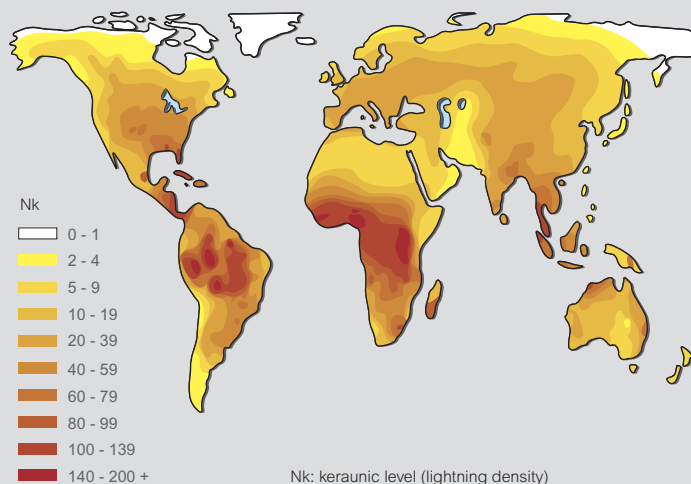 Nk
0 - 1
2 - 4
5 - 9
10 - 19
20 - 39
40 - 59
60 - 79
80 - 99
100 - 139
140 - 200 +
Nk: keraunic level (lightning density)